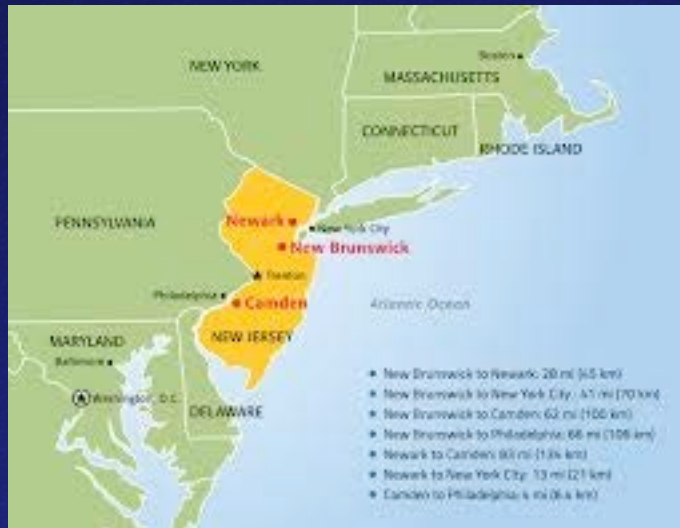 NEW YORK
Boston
MASSACHUSETTS
CONNECTICUT
RHODE ISLAND
PENNSYLVANIA
Newark
New York City
New Brunswick
Trenton
Philadelphia
Camden
Atlantic Ocean
NEW JERSEY
MARYLAND
Baltimore
Washington, D.C.
DELAWARE
New Brunswick to Newark: 28 mi (45 km)
New Brunswick to New York City: 41 mi (70 km)
New Brunswick to Camden: 62 mi (100 km)
New Brunswick to Philadelphia: 66 mi (106 km)
Newark to Camden: 83 mi (134 km)
Newark to New York City: 13 mi (21 km)
Camden to Philadelphia: 4 mi (6.4 km)